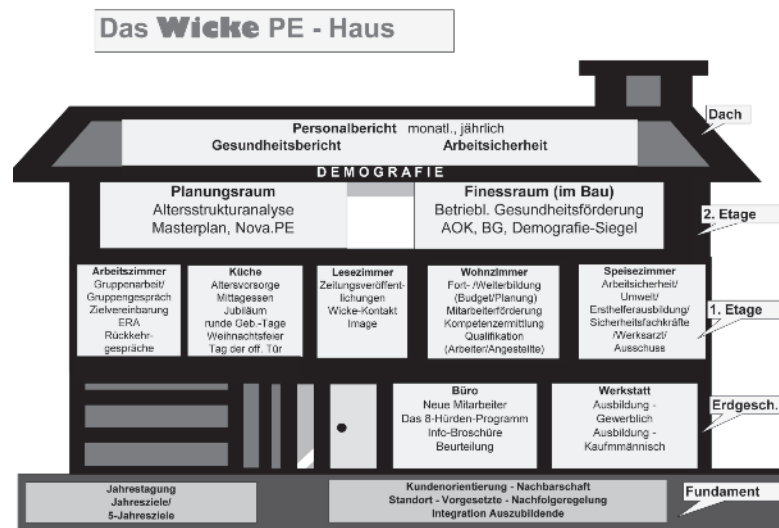 Das Wicke PE - Haus
Dach
Personalbericht monatl., jährlich
Gesundheitsbericht Arbeitsicherheit
DEMOGRAFIE
Planungsraum
Altersstrukturanalyse
Masterplan, Nova.PE
Finessraum (im Bau)
Betriebl. Gesundheitsförderung
AOK, BG, Demografie-Siegel
2. Etage
Arbeitszimmer
Gruppenarbeit/
Gruppengespräch
Zielvereinbarung
ERA
Rückkehr-
gespräche
Küche
Altersvorsorge
Mittagessen
Jubiläum
runde Geb.-Tage
Weihnachtsfeier
Tag der off. Tür
Lesezimmer
Zeitungsveröffent-
lichungen
Wicke-Kontakt
Image
Wohnzimmer
Fort- /Weiterbildung
(Budget/Planung)
Mitarbeiterförderung
Kompetenzermittlung
Qualifikation
(Arbeiter/Angestellte)
Speisezimmer
Arbeitsicherheit/
Umwelt/
Ersthelferausbildung/
Sicherheitsfachkräfte
/Werksarzt/
Ausschuss
1. Etage
Büro
Neue Mitarbeiter
Das 8-Hürden-Programm
Info-Broschüre
Beurteilung
Werkstatt
Ausbildung -
Gewerblich
Ausbildung -
Kaufmmännisch
Erdgesch.
Jahrestagung
Jahresziele/
5-Jahresziele
Kundenorientierung - Nachbarschaft
Standort - Vorgesetzte - Nachfolgeregelung
Integration Auszubildende
Fundament